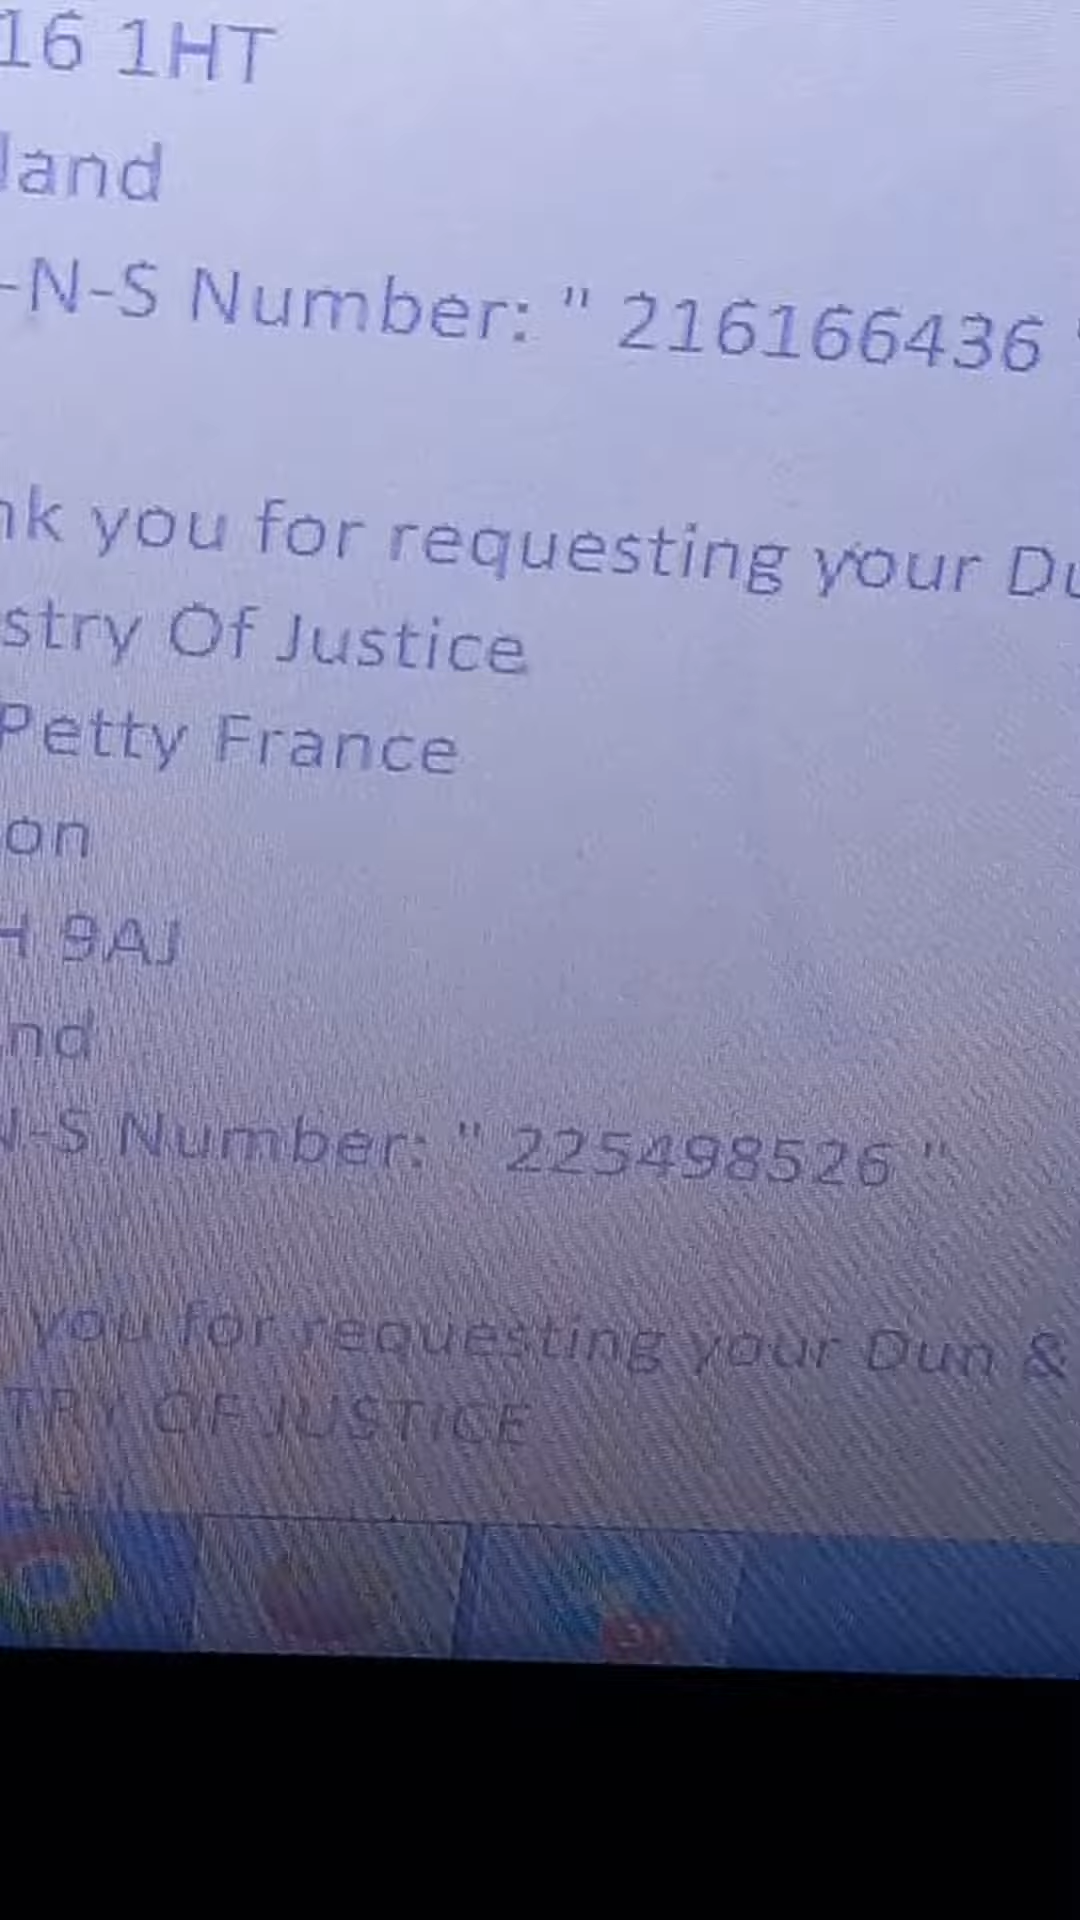 16 1HT
land
-N-S Number: " 216166436 "
nk you for requesting your Du
stry Of Justice
Petty France
on
H 9AJ
nd
N-S Number: " 225498526 "
you for requesting your Dun &
TRY OF JUSTICE